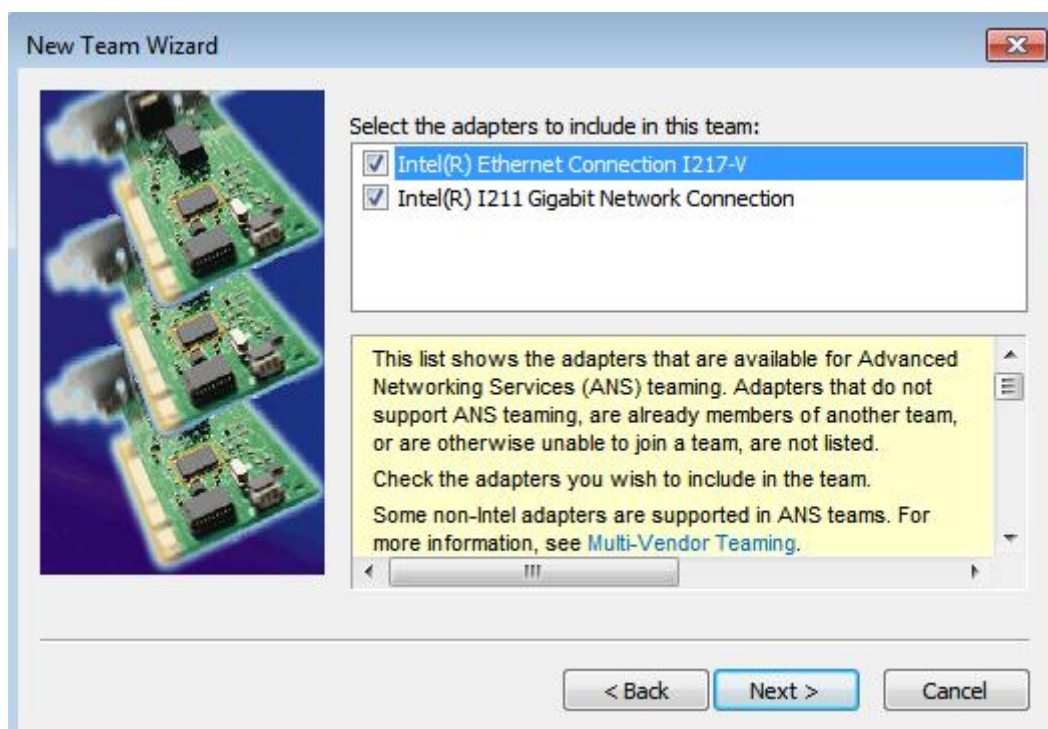 New Team Wizard
Select the adapters to include in this team:
Intel(R) Ethernet Connection I217-V
Intel(R) I211 Gigabit Network Connection
This list shows the adapters that are available for Advanced
Networking Services (ANS) teaming. Adapters that do not
support ANS teaming, are already members of another team,
or are otherwise unable to join a team, are not listed.
Check the adapters you wish to include in the team.
Some non-Intel adapters are supported in ANS teams. For
more information, see Multi-Vendor Teaming.
< Back
Next >
Cancel